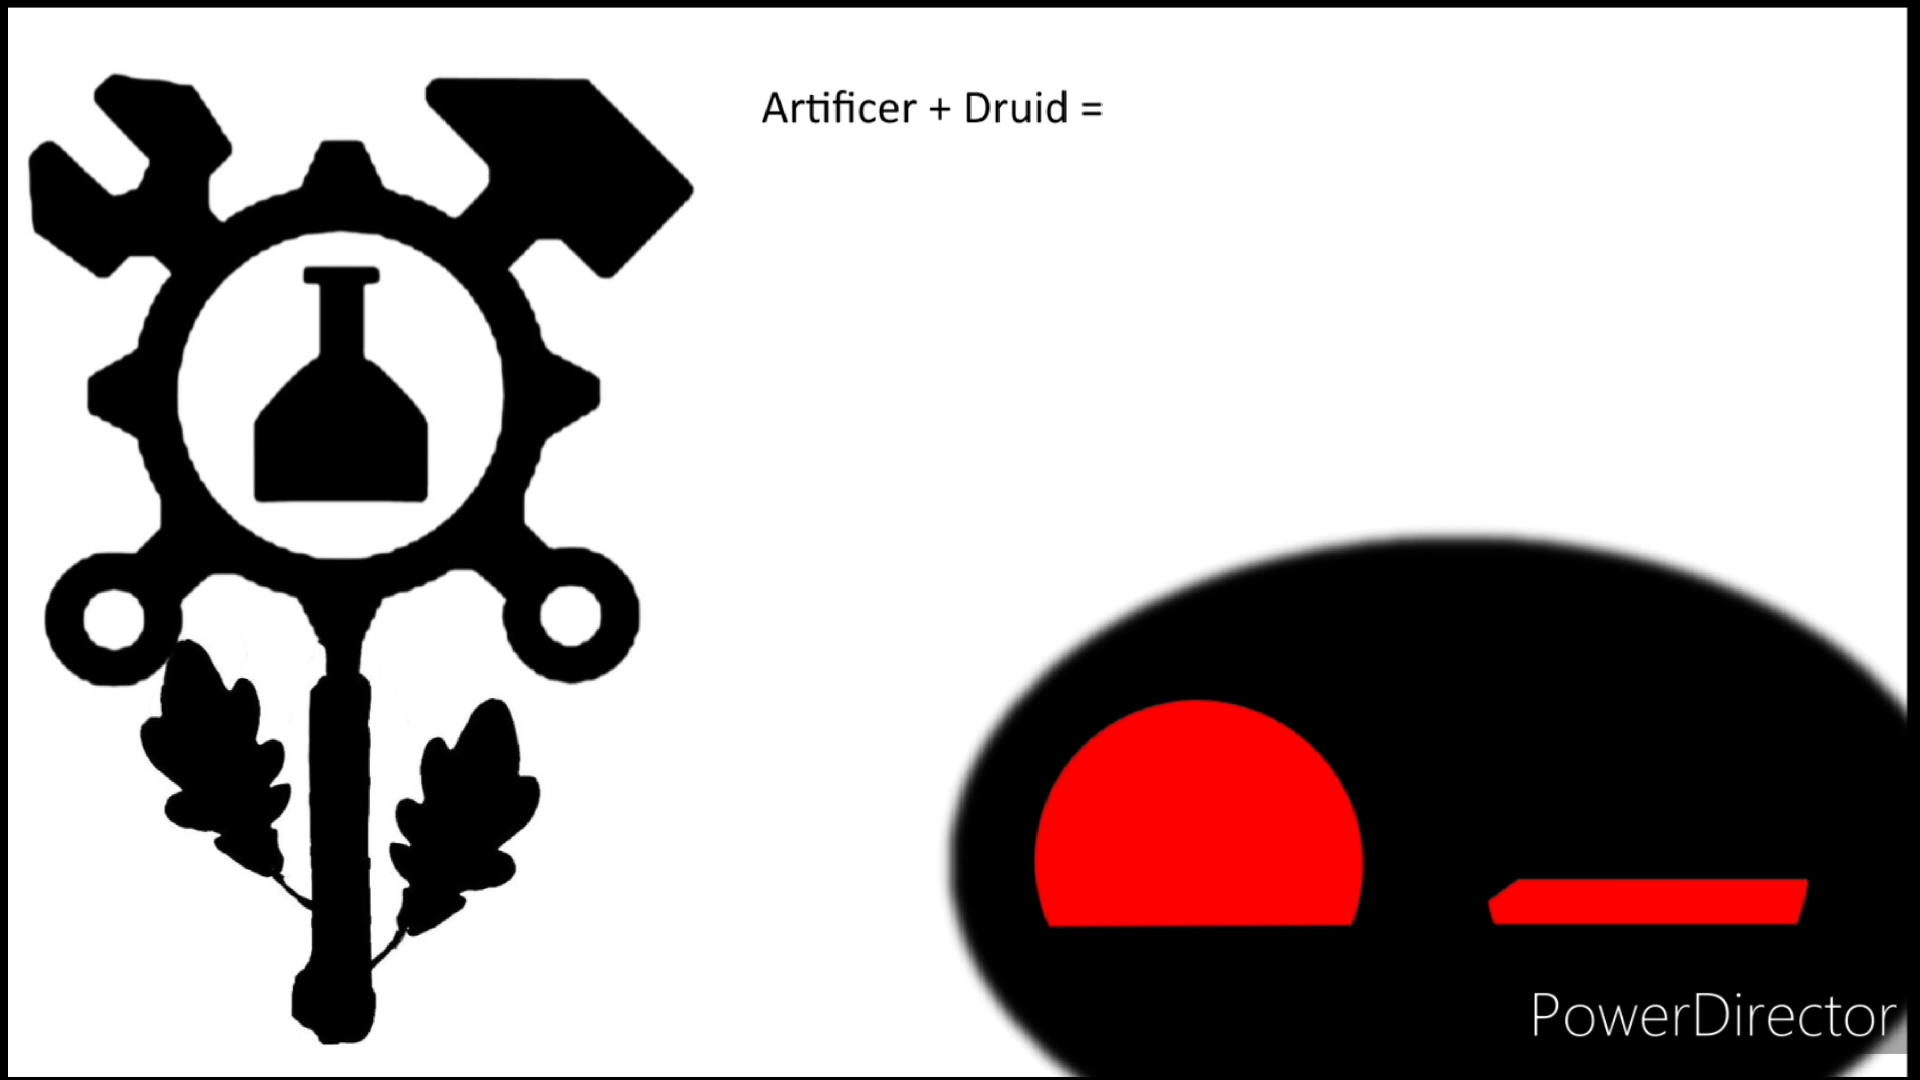 Artificer + Druid =
PowerDirector